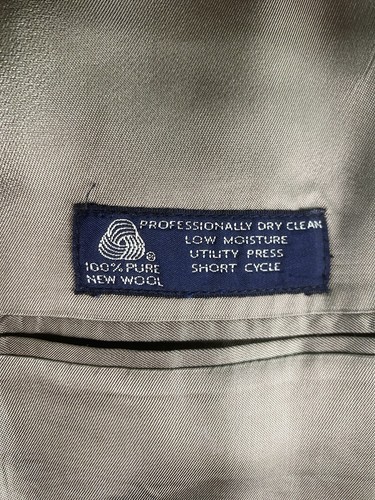 PROFESSIONALLY DRY CLEAN
LOW MOISTURE
UTILITY PRESS
SHORT CYCLE
®
100% PURE
NEW WOOL